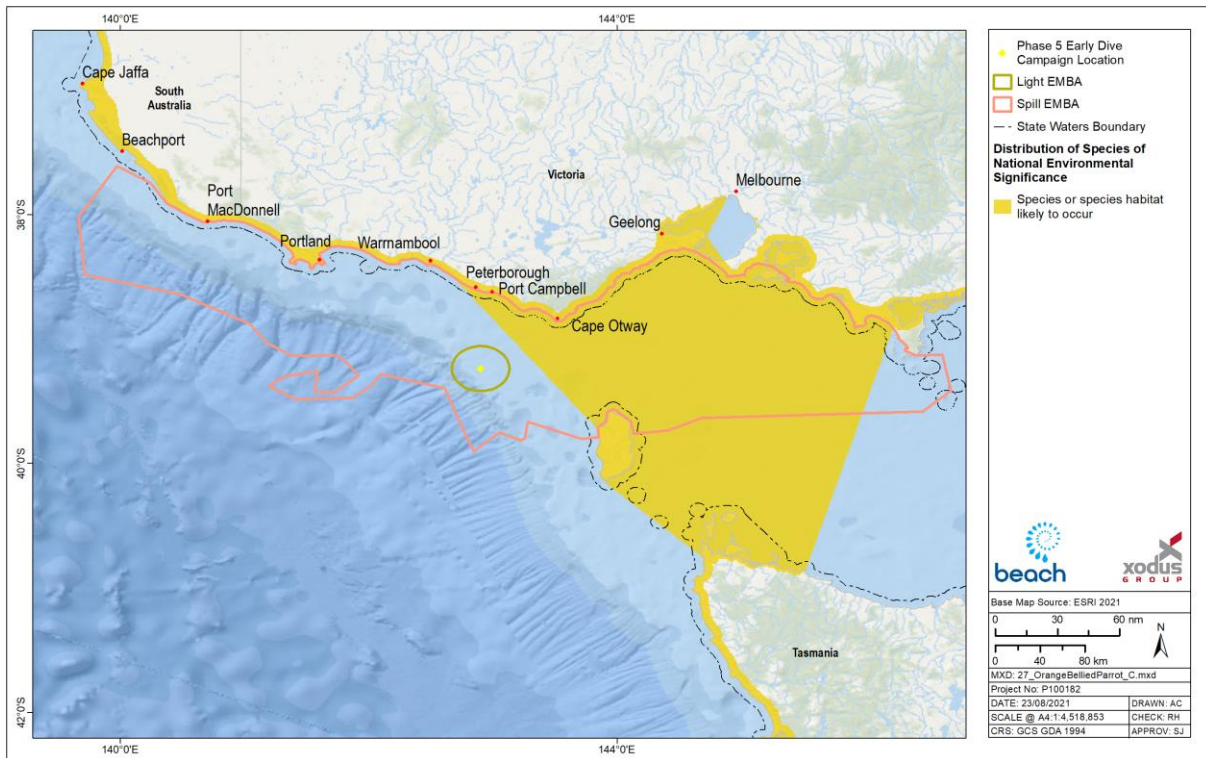 140°0'E
144°0'E
Cape Jaffa
South
Australia
Beachport
Victoria
Melbourne
38°0'S
Port
MacDonnell
Geelong
Portland
Warrnambool
Peterborough
Port Campbell
Cape Otway
40°0'S
Tasmania
42°0'S
140°0'E
144°0'E
Phase 5 Early Dive
Campaign Location
Light EMBA
Spill EMBA
State Waters Boundary
Distribution of Species of
National Environmental
Significance
Species or species habitat
likely to occur
beach
xodus
GROUP
Base Map Source: ESRI 2021
0 30 60 nm
N
0 40 80 km
MXD: 27_OrangeBelliedParrot_C.mxd
Project No: P100182
DATE: 23/08/2021
DRAWN: AC
SCALE @ A4:1:4,518,853
CHECK: RH
CRS: GCS GDA 1994
APPROV: SJ